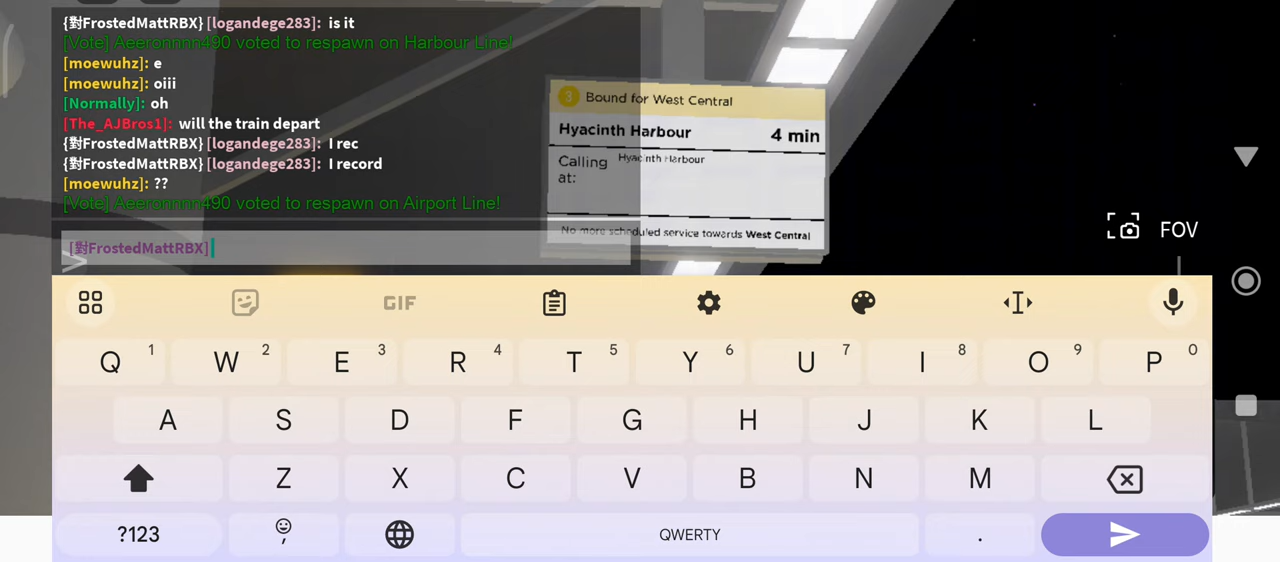 {對FrostedMattRBX} [logandege283]: is it
[Vote] Aeeronnnn490 voted to respawn on Harbour Line!
[moewuhz]: e
[moewuhz]: oiii
[Normally]: oh
[The_AJBros1]: will the train depart
{對FrostedMattRBX} [logandege283]: I rec
{對FrostedMattRBX} [logandege283]: I record
[moewuhz]: ??
[Vote] Aeeronnnn490 voted to respawn on Airport Line!
[對FrostedMattRBX]
>
3 Bound for West Central
Hyacinth Harbour 4 min
Calling at: Hyacinth Harbour
No more scheduled service towards West Central
FOV
GIF
Q 1 W 2 E 3 R 4 T 5 Y 6 U 7 I 8 O 9 P 0
A S D F G H J K L
Z X C V B N M
?123 , QWERTY .